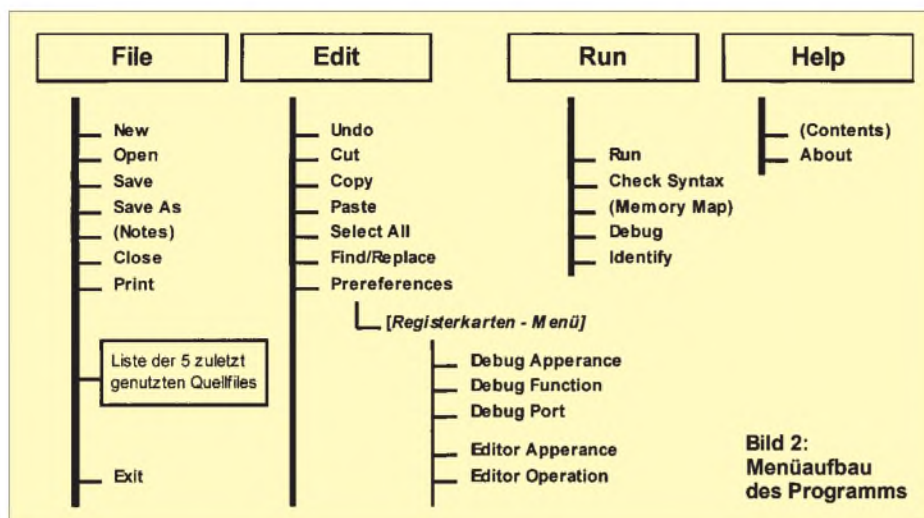 File
New
Open
Save
Save As
(Notes)
Close
Print
Liste der 5 zuletzt
genutzten Quellfiles
Exit
Edit
Undo
Cut
Copy
Paste
Select All
Find/Replace
Prereferences
[Registerkarten - Menü]
Debug Apperance
Debug Function
Debug Port
Editor Apperance
Editor Operation
Run
Run
Check Syntax
(Memory Map)
Debug
Identify
Help
(Contents)
About
Bild 2:
Menüaufbau
des Programms